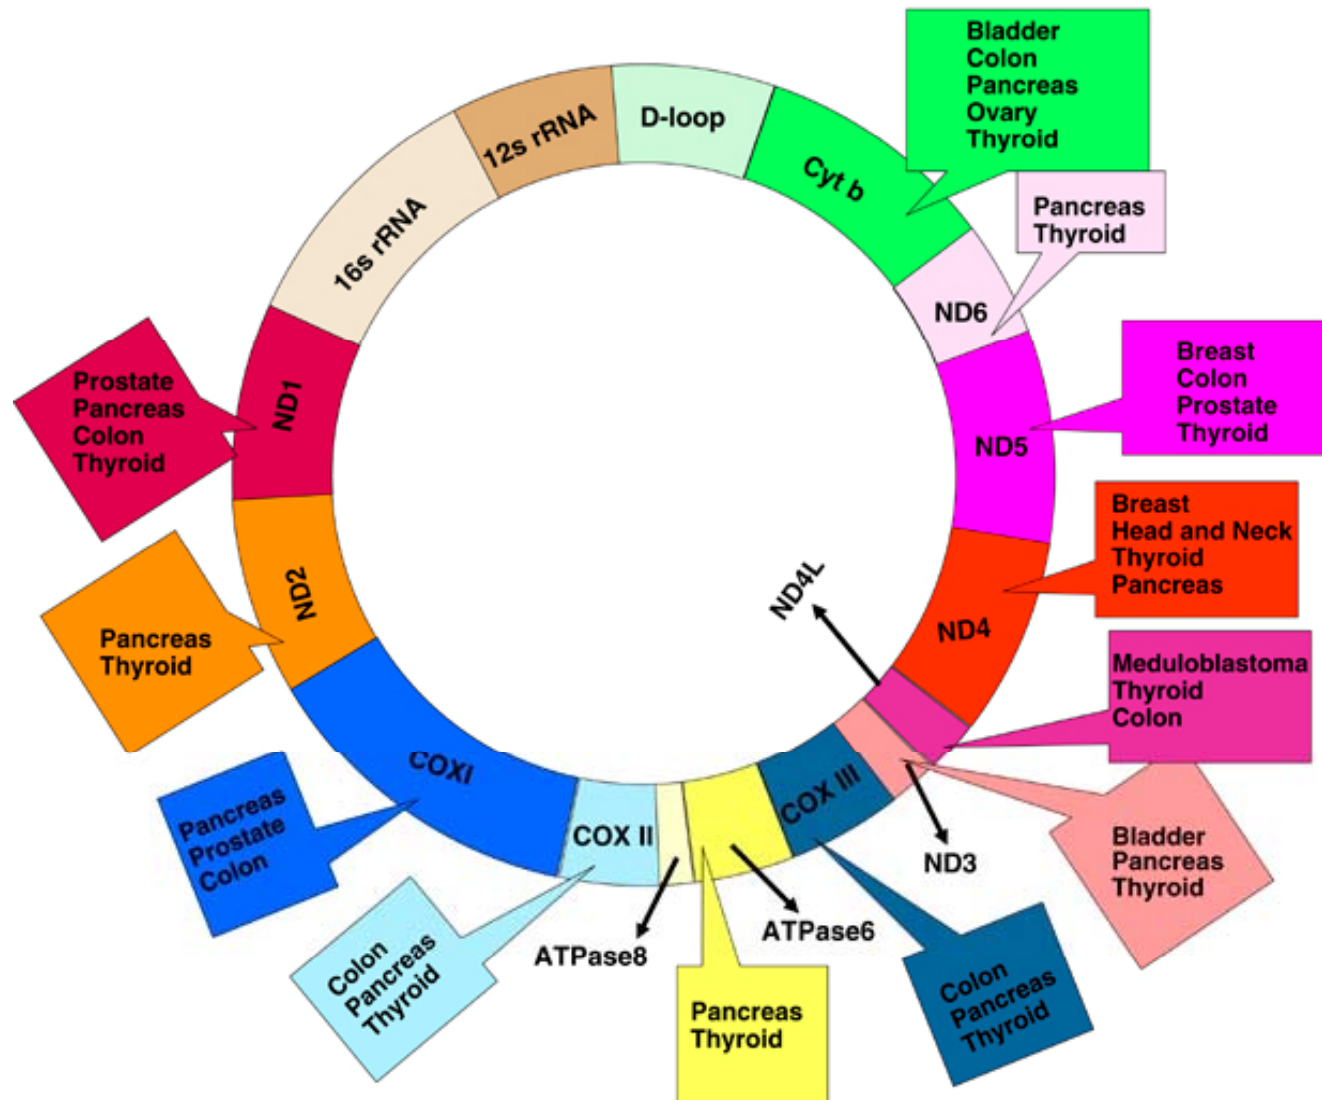 Bladder
Colon
Pancreas
Ovary
Thyroid
D-loop
12s rRNA
Cyt b
16s rRNA
Pancreas
Thyroid
ND6
Breast
Colon
Prostate
Thyroid
ND5
Prostate
Pancreas
Colon
Thyroid
ND1
Breast
Head and Neck
Thyroid
Pancreas
ND4
ND4L
ND2
Pancreas
Thyroid
Meduloblastoma
Thyroid
Colon
COXI
Pancreas
Prostate
Colon
COX II
COX III
ND3
Bladder
Pancreas
Thyroid
ATPase6
ATPase8
Colon
Pancreas
Thyroid
Pancreas
Thyroid
Colon
Pancreas
Thyroid